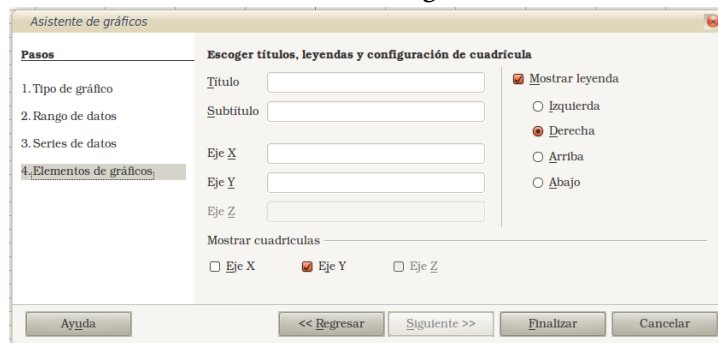 Asistente de gráficos
Pasos
1. Tipo de gráfico
2. Rango de datos
3. Series de datos
4. Elementos de gráficos
Escoger títulos, leyendas y configuración de cuadrícula
Título
Subtítulo
Eje X
Eje Y
Eje Z
Mostrar leyenda
Izquierda
Derecha
Arriba
Abajo
Mostrar cuadrículas
Eje X Eje Y Eje Z
Ayuda << Regresar Siguiente >> Finalizar Cancelar